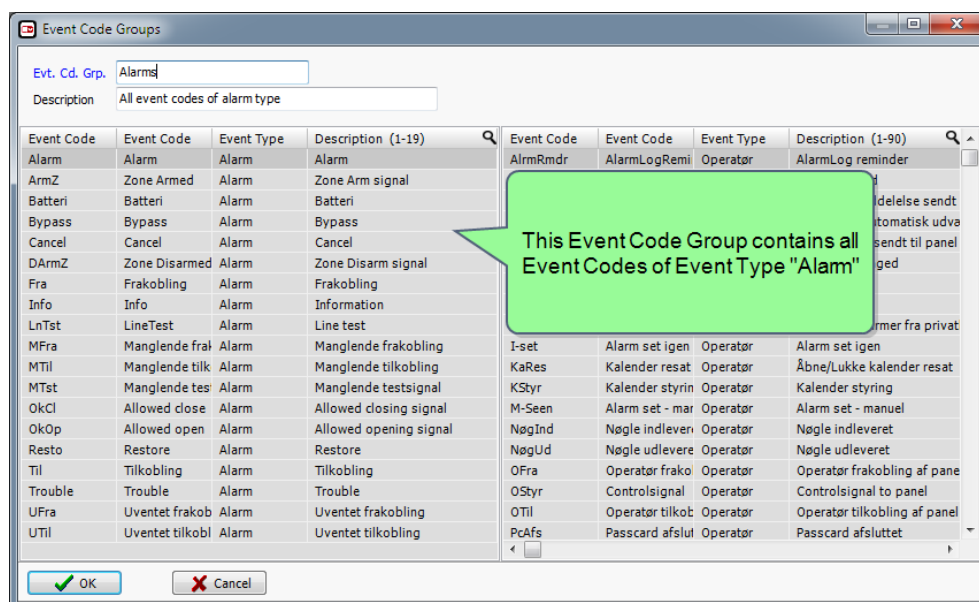 Event Code Groups
Evt. Cd. Grp. Alarms
Description All event codes of alarm type
Event Code Event Code Event Type Description (1-19) Event Code Event Code Event Type Description (1-90)
Alarm Alarm Alarm Alarm AlrmRmdr AlarmLogRemi Operatør AlarmLog reminder
ArmZ Zone Armed Alarm Zone Arm signal
Batteri Batteri Alarm Batteri ldelelse sendt
Bypass Bypass Alarm Bypass tomatisk udva
Cancel Cancel Alarm Cancel sendt til panel
This Event Code Group contains all
DArmZ Zone Disarmed Alarm Zone Disarm signal ged
Event Codes of Event Type "Alarm"
Fra Frakobling Alarm Frakobling
Info Info Alarm Information
LnTst LineTest Alarm Line test rmer fra privat
MFra Manglende frak Alarm Manglende frakobling I-set Alarm set igen Operatør Alarm set igen
MTil Manglende tilk Alarm Manglende tilkobling KaRes Kalender resat Operatør Åbne/Lukke kalender resat
MTst Manglende tes Alarm Manglende testsignal KStyr Kalender styrin Operatør Kalender styring
OkCl Allowed close Alarm Allowed closing signal M-Seen Alarm set - mar Operatør Alarm set - manuel
OkOp Allowed open Alarm Allowed opening signal NøgInd Nøgle indlever Operatør Nøgle indleveret
Resto Restore Alarm Restore NøgUd Nøgle udlevere Operatør Nøgle udleveret
Til Tilkobling Alarm Tilkobling OFra Operatør frako Operatør Operatør frakobling af pane
Trouble Trouble Alarm Trouble OStyr Controlsignal Operatør Controlsignal to panel
UFra Uventet frakob Alarm Uventet frakobling OTil Operatør tilkob Operatør Operatør tilkobling af panel
UTil Uventet tilkobl Alarm Uventet tilkobling PcAfs Passcard afslut Operatør Passcard afsluttet
OK Cancel